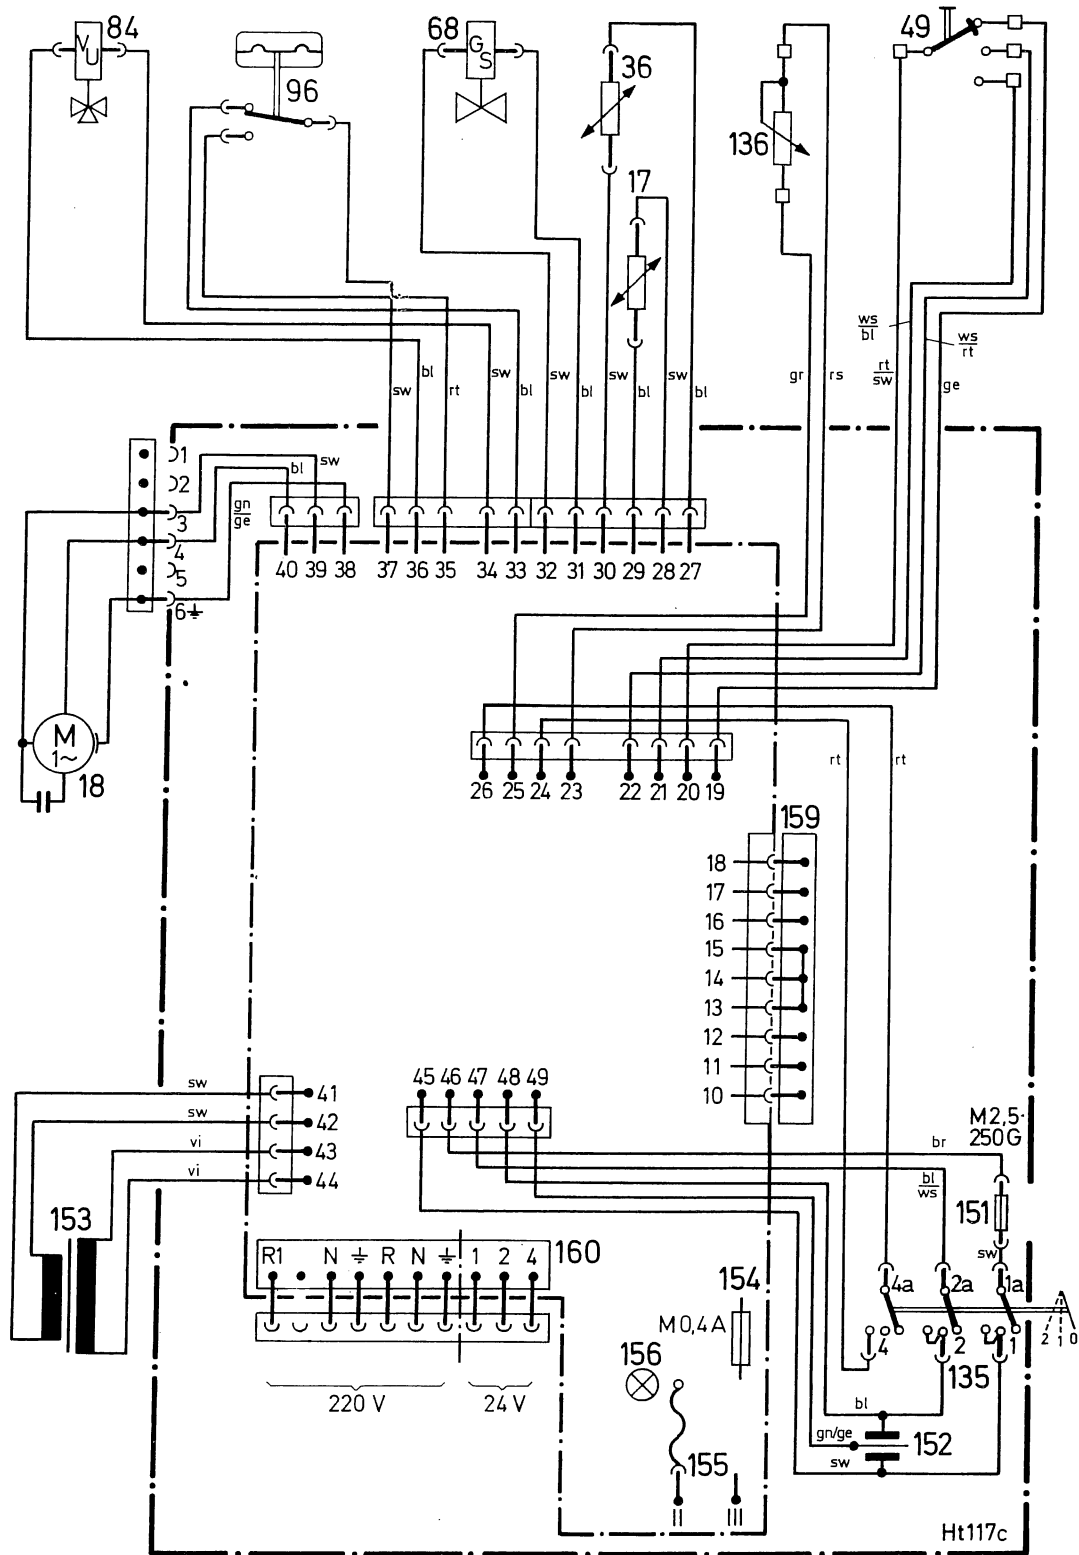 84
68
49
V
U
G
S
36
96
136
17
ws
bl
ws
rt
rt
sw
ge
gr
rs
sw
bl
rt
sw
bl
sw
bl
sw
bl
sw
bl
1
2
3
4
5
6
bl
sw
gn
ge
40 39 38 37 36 35 34 33 32 31 30 29 28 27
M
1~
18
26 25 24 23 22 21 20 19
rt
rt
159
18
17
16
15
14
13
12
11
10
sw
sw
vi
vi
41
42
43
44
45 46 47 48 49
M2,5·
250G
br
bl
ws
151
sw
153
R1 N R N 1 2 4
160
154
M0,4A
4a 2a 1a
4 2 1
2 1 0
135
156
220 V
24 V
bl
gn/ge
sw
152
155
II
III
Ht117c